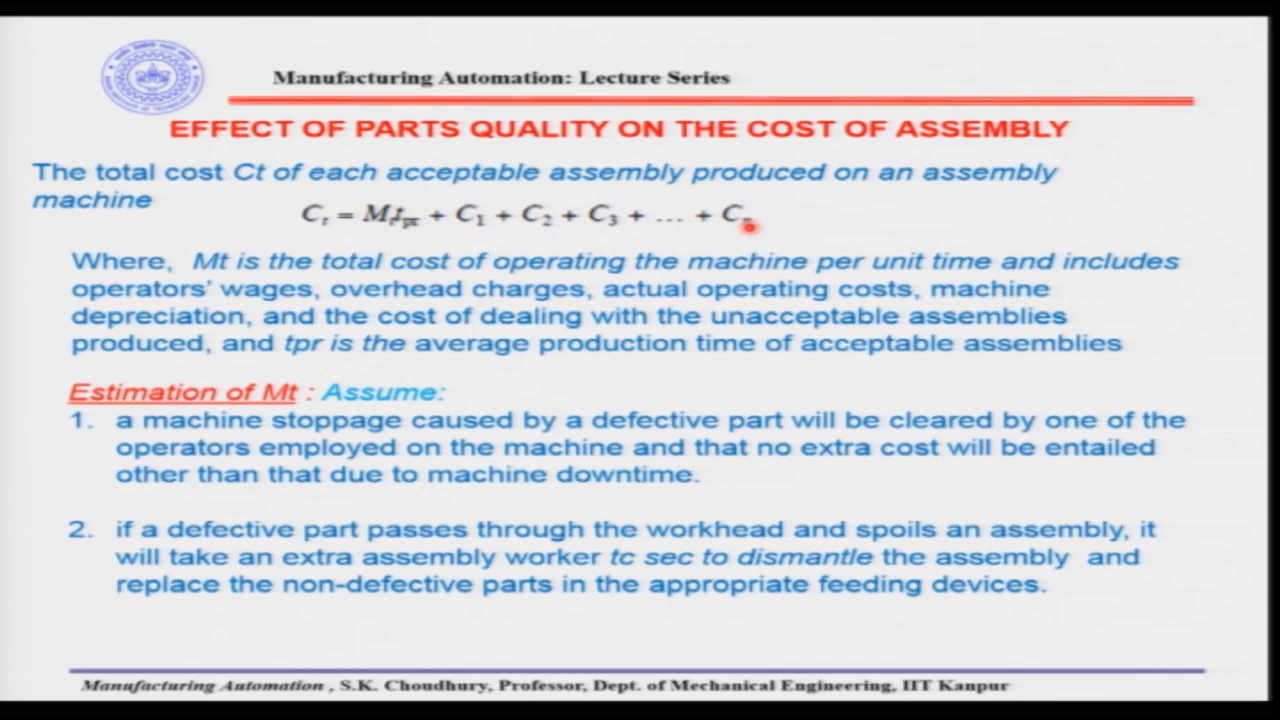 Manufacturing Automation: Lecture Series
EFFECT OF PARTS QUALITY ON THE COST OF ASSEMBLY
The total cost Ct of each acceptable assembly produced on an assembly
machine
C_t = M_t t_pr + C_1 + C_2 + C_3 + ... + C_n
Where, Mt is the total cost of operating the machine per unit time and includes
operators' wages, overhead charges, actual operating costs, machine
depreciation, and the cost of dealing with the unacceptable assemblies
produced, and tpr is the average production time of acceptable assemblies
Estimation of Mt : Assume:
1. a machine stoppage caused by a defective part will be cleared by one of the
operators employed on the machine and that no extra cost will be entailed
other than that due to machine downtime.
2. if a defective part passes through the workhead and spoils an assembly, it
will take an extra assembly worker tc sec to dismantle the assembly and
replace the non-defective parts in the appropriate feeding devices.
Manufacturing Automation , S.K. Choudhury, Professor, Dept. of Mechanical Engineering, IIT Kanpur